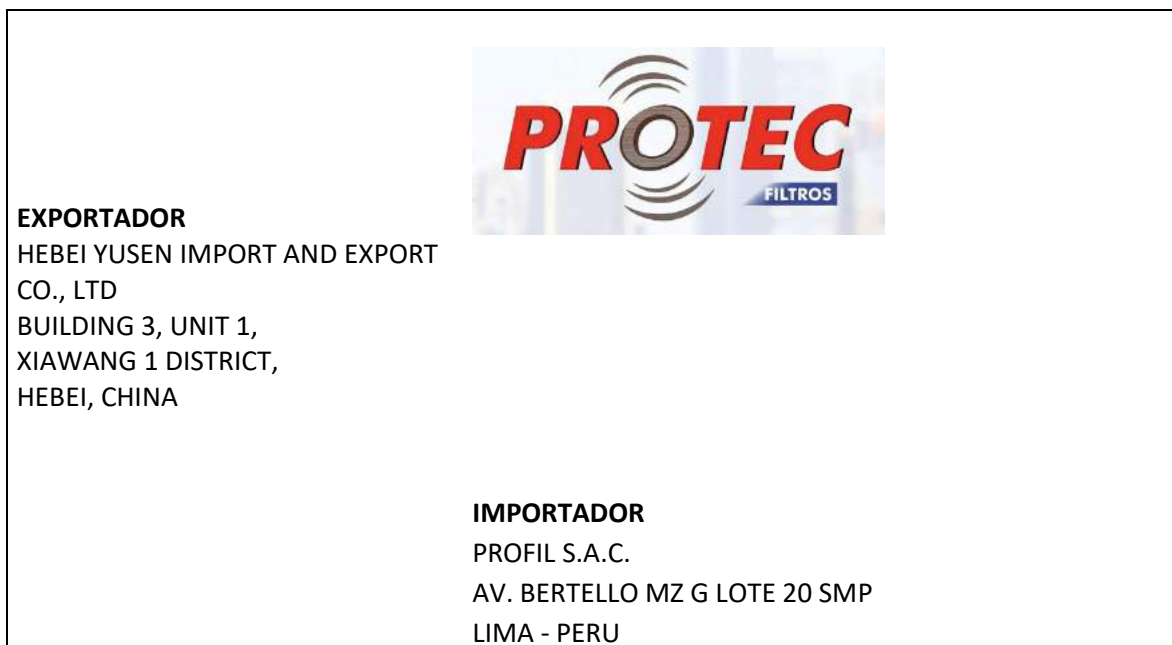 PROTEC
FILTROS
EXPORTADOR
HEBEI YUSEN IMPORT AND EXPORT
CO., LTD
BUILDING 3, UNIT 1,
XIAWANG 1 DISTRICT,
HEBEI, CHINA
IMPORTADOR
PROFIL S.A.C.
AV. BERTELLO MZ G LOTE 20 SMP
LIMA - PERU